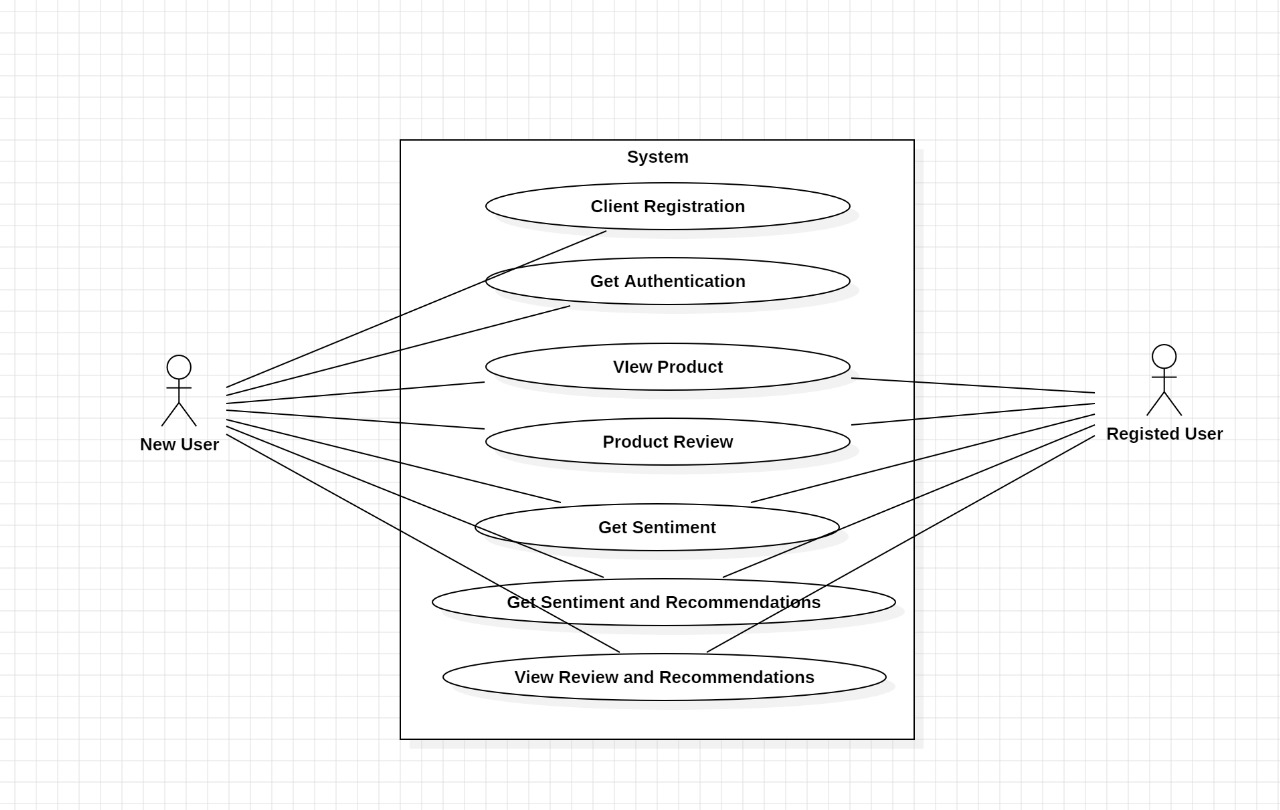 System
Client Registration
Get Authentication
VIew Product
Product Review
New User
Registed User
Get Sentiment
Get Sentiment and Recommendations
View Review and Recommendations